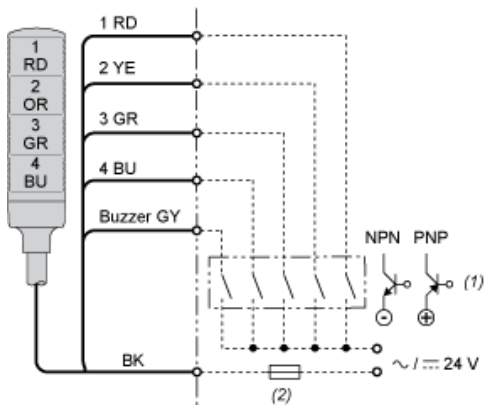 1
RD
2
OR
3
GR
4
BU
1 RD
2 YE
3 GR
4 BU
Buzzer GY
BK
NPN PNP
(1)
(2)
~ / ⎓ 24 V